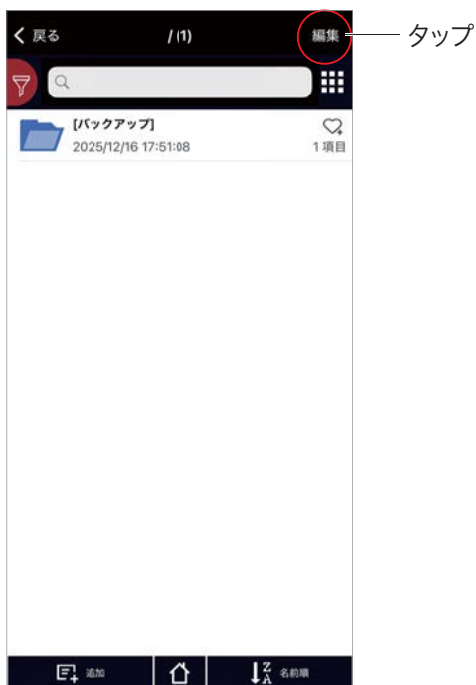 戻る
/ (1)
編集
タップ
[バックアップ]
2025/12/16 17:51:08
1 項目
追加
Z
A
名前順